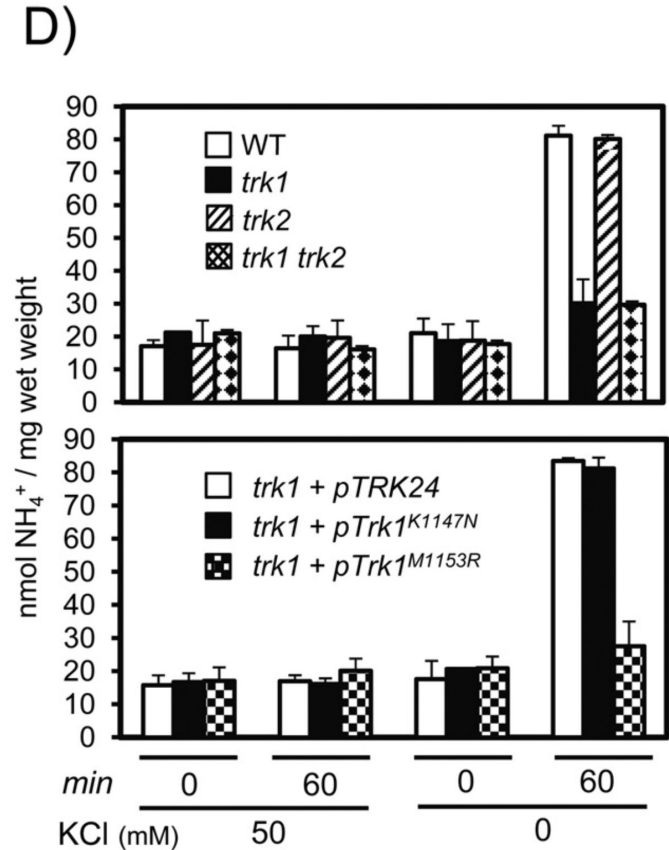 D)
nmol NH₄⁺ / mg wet weight
90
80
70
60
50
40
30
20
10
0
WT
trk1
trk2
trk1 trk2
90
80
70
60
50
40
30
20
10
0
trk1 + pTRK24
trk1 + pTrk1ᴷ¹¹⁴⁷ᴺ
trk1 + pTrk1ᴹ¹¹⁵³ᴿ
min 0 60 0 60
KCl (mM) 50 0